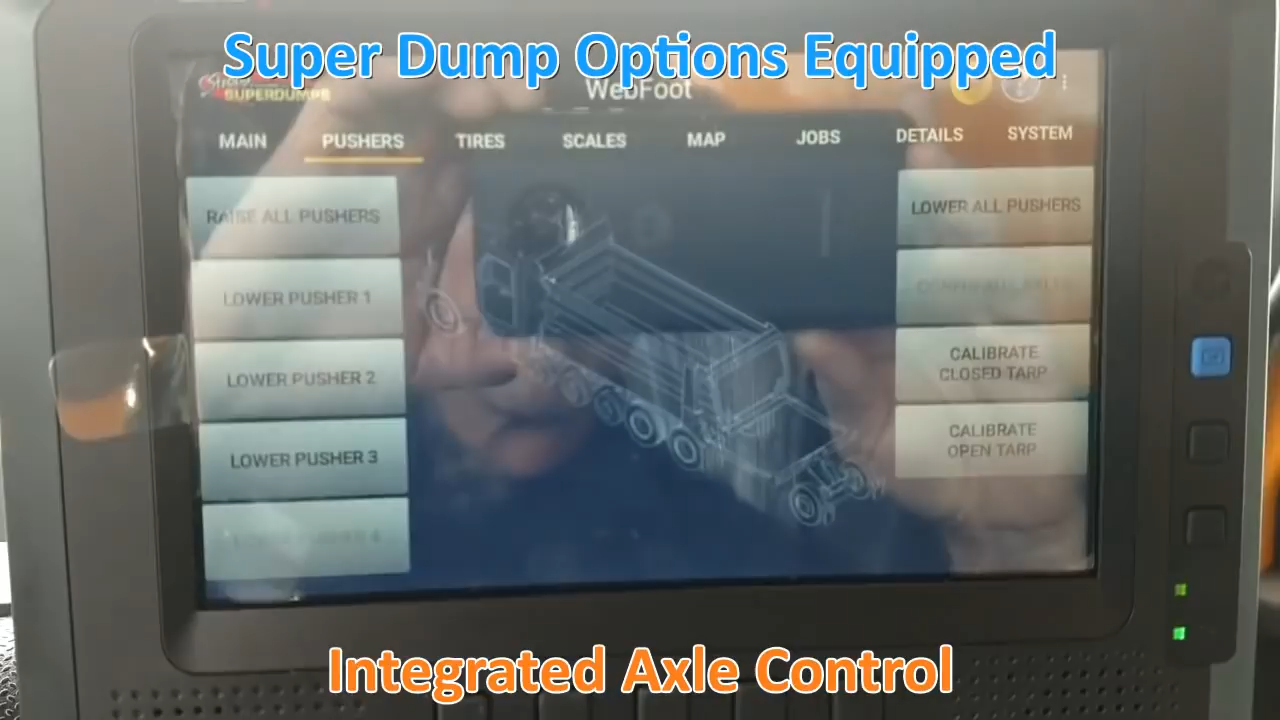 Super Dump Options Equipped
SUPERDUMPS
WebFoot
MAIN
PUSHERS
TIRES
SCALES
MAP
JOBS
DETAILS
SYSTEM
RAISE ALL PUSHERS
LOWER ALL PUSHERS
LOWER PUSHER 1
LOWER PUSHER 2
CALIBRATE
CLOSED TARP
LOWER PUSHER 3
CALIBRATE
OPEN TARP
Integrated Axle Control